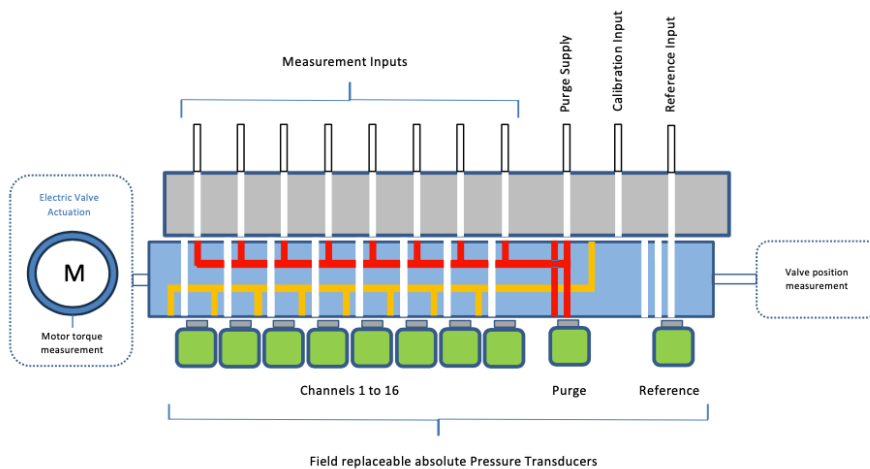 Measurement Inputs
Purge Supply
Calibration Input
Reference Input
Electric Valve
Actuation
M
Motor torque
measurement
Valve position
measurement
Channels 1 to 16
Purge
Reference
Field replaceable absolute Pressure Transducers